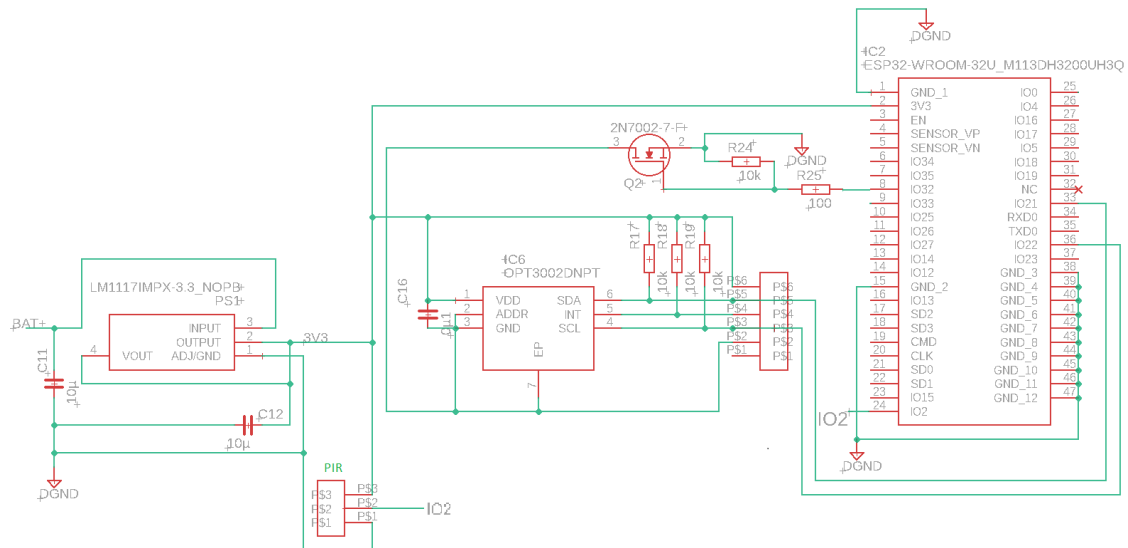 DGND
IC2
ESP32-WROOM-32U_M113DH3200UH3Q
1 GND_1 IO0 25
2 3V3 IO4 26
3 EN IO16 27
4 SENSOR_VP IO17 28
5 SENSOR_VN IO5 29
6 IO34 IO18 30
7 IO35 IO19 31
8 IO32 NC 32
9 IO33 IO21 33
10 IO25 RXD0 34
11 IO26 TXD0 35
12 IO27 IO22 36
13 IO14 IO23 37
14 IO12 GND_3 38
15 GND_2 GND_4 39
16 IO13 GND_5 40
17 SD2 GND_6 41
18 SD3 GND_7 42
19 CMD GND_8 43
20 CLK GND_9 44
21 SD0 GND_10 45
22 SD1 GND_11 46
23 IO15 GND_12 47
24 IO2
IO2
DGND
2N7002-7-F
3 2
1
Q2
R24
10k
DGND
R25
100
R17
10k
R18
10k
R19
10k
IC6
OPT3002DNPT
1 VDD SDA 6
2 ADDR INT 5
3 GND SCL 4
EP
7
C16
0µ1
P$6 P$6
P$5 P$5
P$4 P$4
P$3 P$3
P$2 P$2
P$1 P$1
LM1117IMPX-3.3_NOPB
PS1
BAT+
INPUT 3
OUTPUT 2
4 VOUT ADJ/GND 1
3V3
C11
10µ
C12
10µ
DGND
PIR
P$3 P$3
P$2 P$2
P$1 P$1
IO2